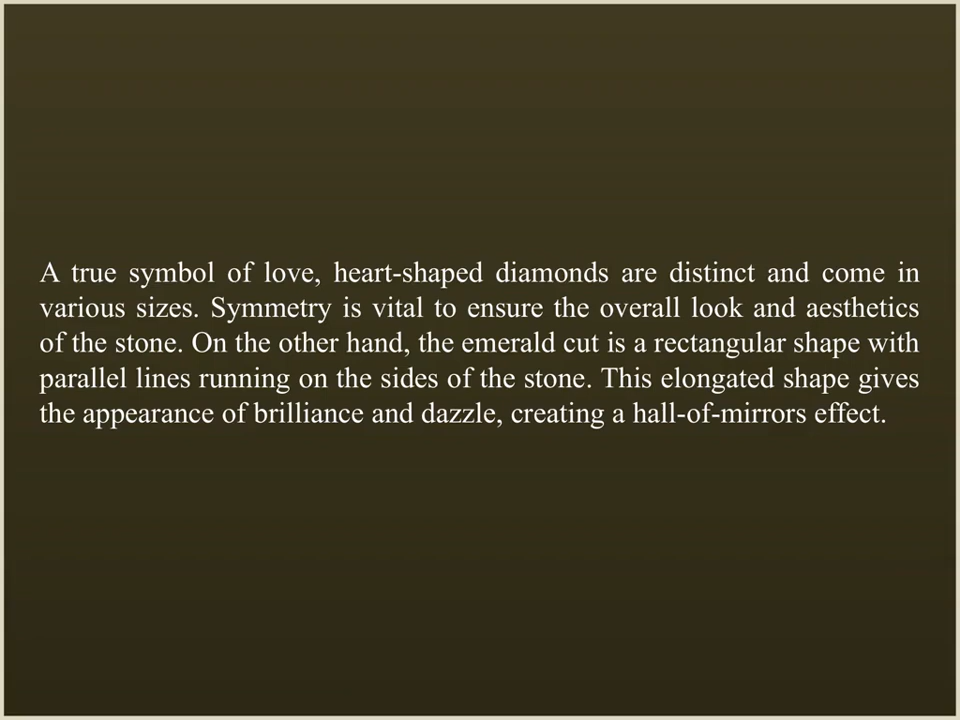 A true symbol of love, heart-shaped diamonds are distinct and come in
various sizes. Symmetry is vital to ensure the overall look and aesthetics
of the stone. On the other hand, the emerald cut is a rectangular shape with
parallel lines running on the sides of the stone. This elongated shape gives
the appearance of brilliance and dazzle, creating a hall-of-mirrors effect.